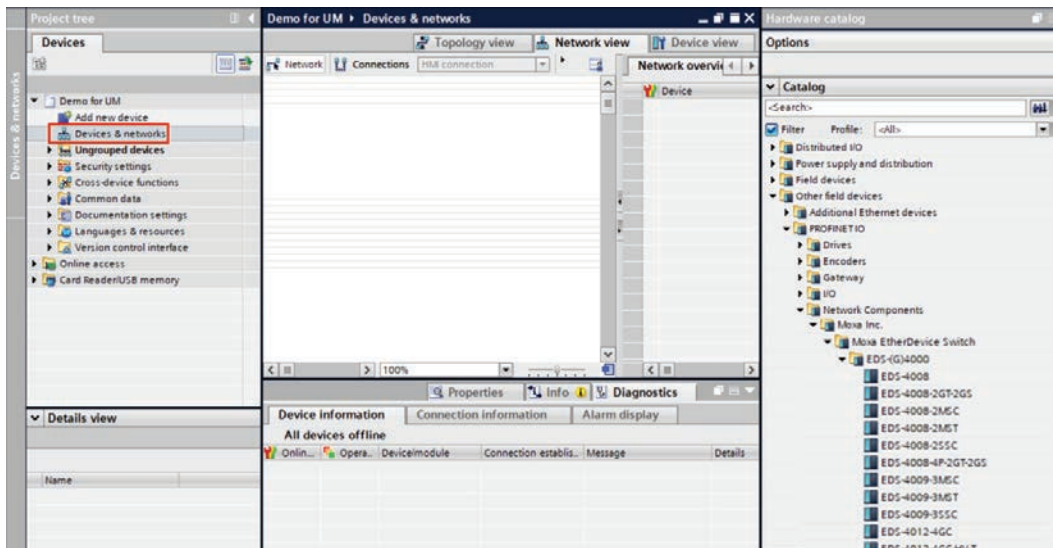 Project tree
Devices
Devices & networks
Demo for UM
Add new device
Devices & networks
Ungrouped devices
Security settings
Cross-device functions
Common data
Documentation settings
Languages & resources
Version control interface
Online access
Card Reader/USB memory
Details view
Name
Demo for UM ▸ Devices & networks
Topology view
Network view
Device view
Network
Connections
HMI connection
Network overvi
Device
100%
Properties
Info
Diagnostics
Device information
Connection information
Alarm display
All devices offline
Onlin...
Opera..
Device/module
Connection establis..
Message
Details
Hardware catalog
Options
Catalog
<Search>
Filter
Profile:
<All>
Distributed I/O
Power supply and distribution
Field devices
Other field devices
Additional Ethernet devices
PROFINET IO
Drives
Encoders
Gateway
I/O
Network Components
Moxa Inc.
Moxa EtherDevice Switch
EDS-(G)4000
EDS-4008
EDS-4008-2GT-2GS
EDS-4008-2MSC
EDS-4008-2MST
EDS-4008-2SSC
EDS-4008-4P-2GT-2GS
EDS-4009-3MSC
EDS-4009-3MST
EDS-4009-3SSC
EDS-4012-4GC